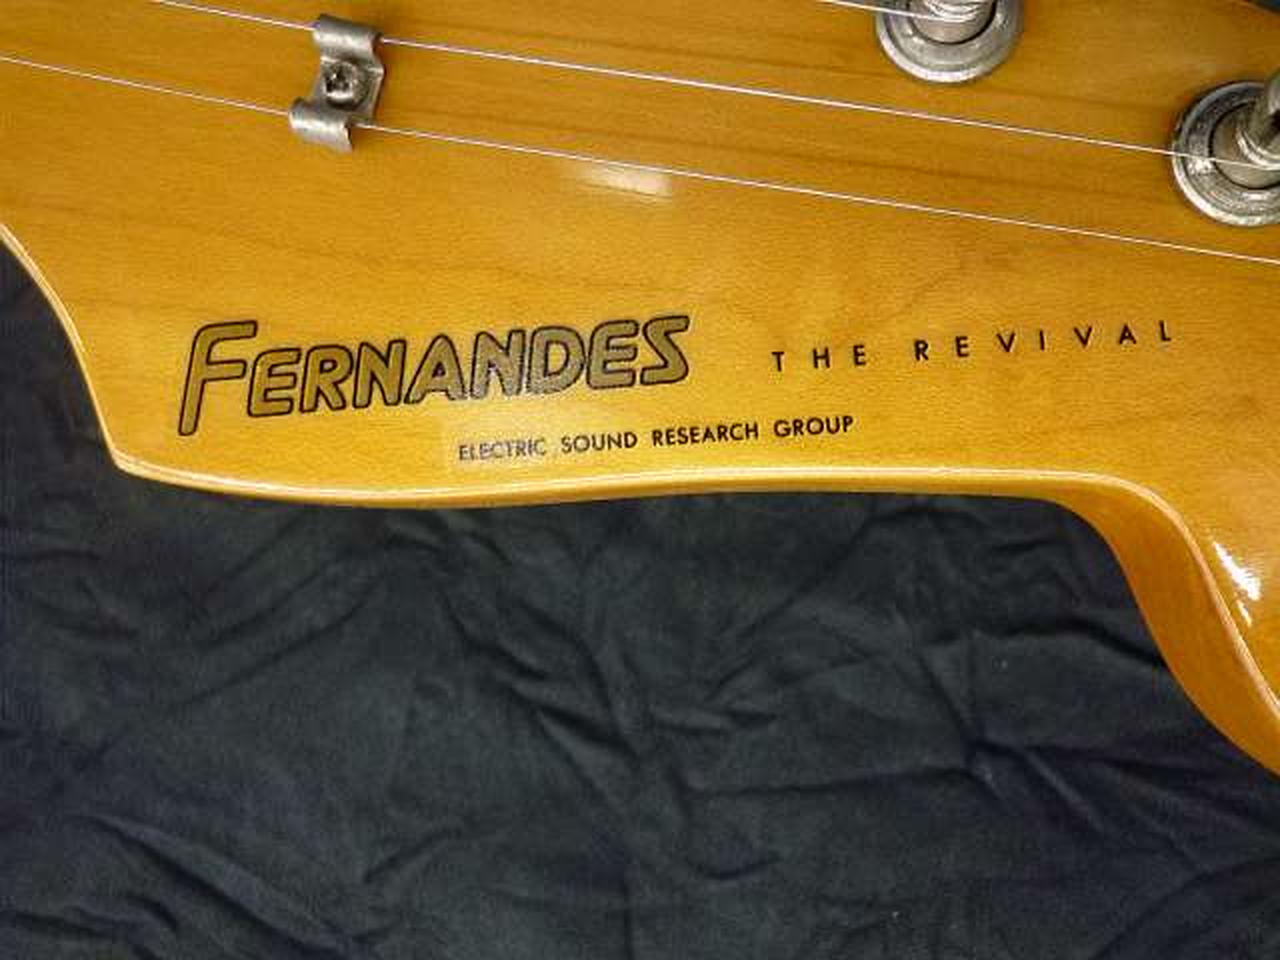 FERNANDES THE REVIVAL
ELECTRIC SOUND RESEARCH GROUP